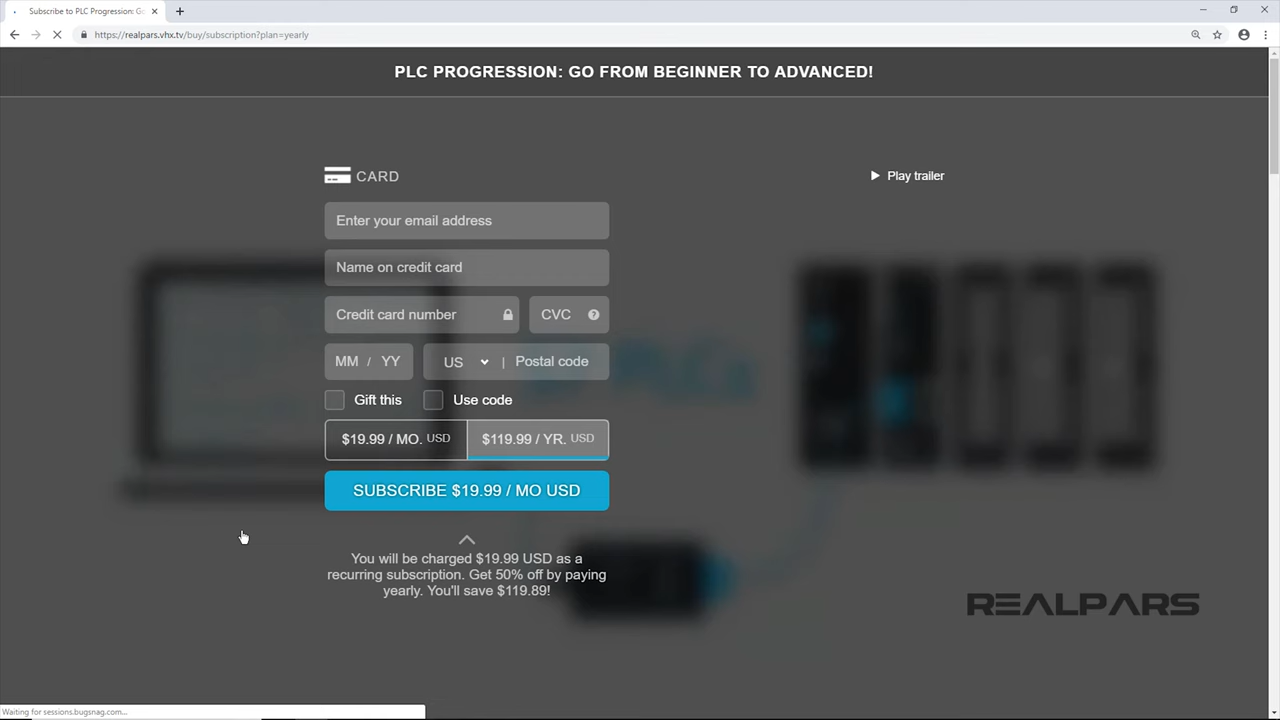 Subscribe to PLC Progression: Go
https://realpars.vhx.tv/buy/subscription?plan=yearly
PLC PROGRESSION: GO FROM BEGINNER TO ADVANCED!
CARD
Play trailer
Enter your email address
Name on credit card
Credit card number CVC ?
MM / YY US | Postal code
Gift this Use code
$19.99 / MO. USD $119.99 / YR. USD
SUBSCRIBE $19.99 / MO USD
You will be charged $19.99 USD as a
recurring subscription. Get 50% off by paying
yearly. You'll save $119.89!
REALPARS
Waiting for sessions.bugsnag.com...